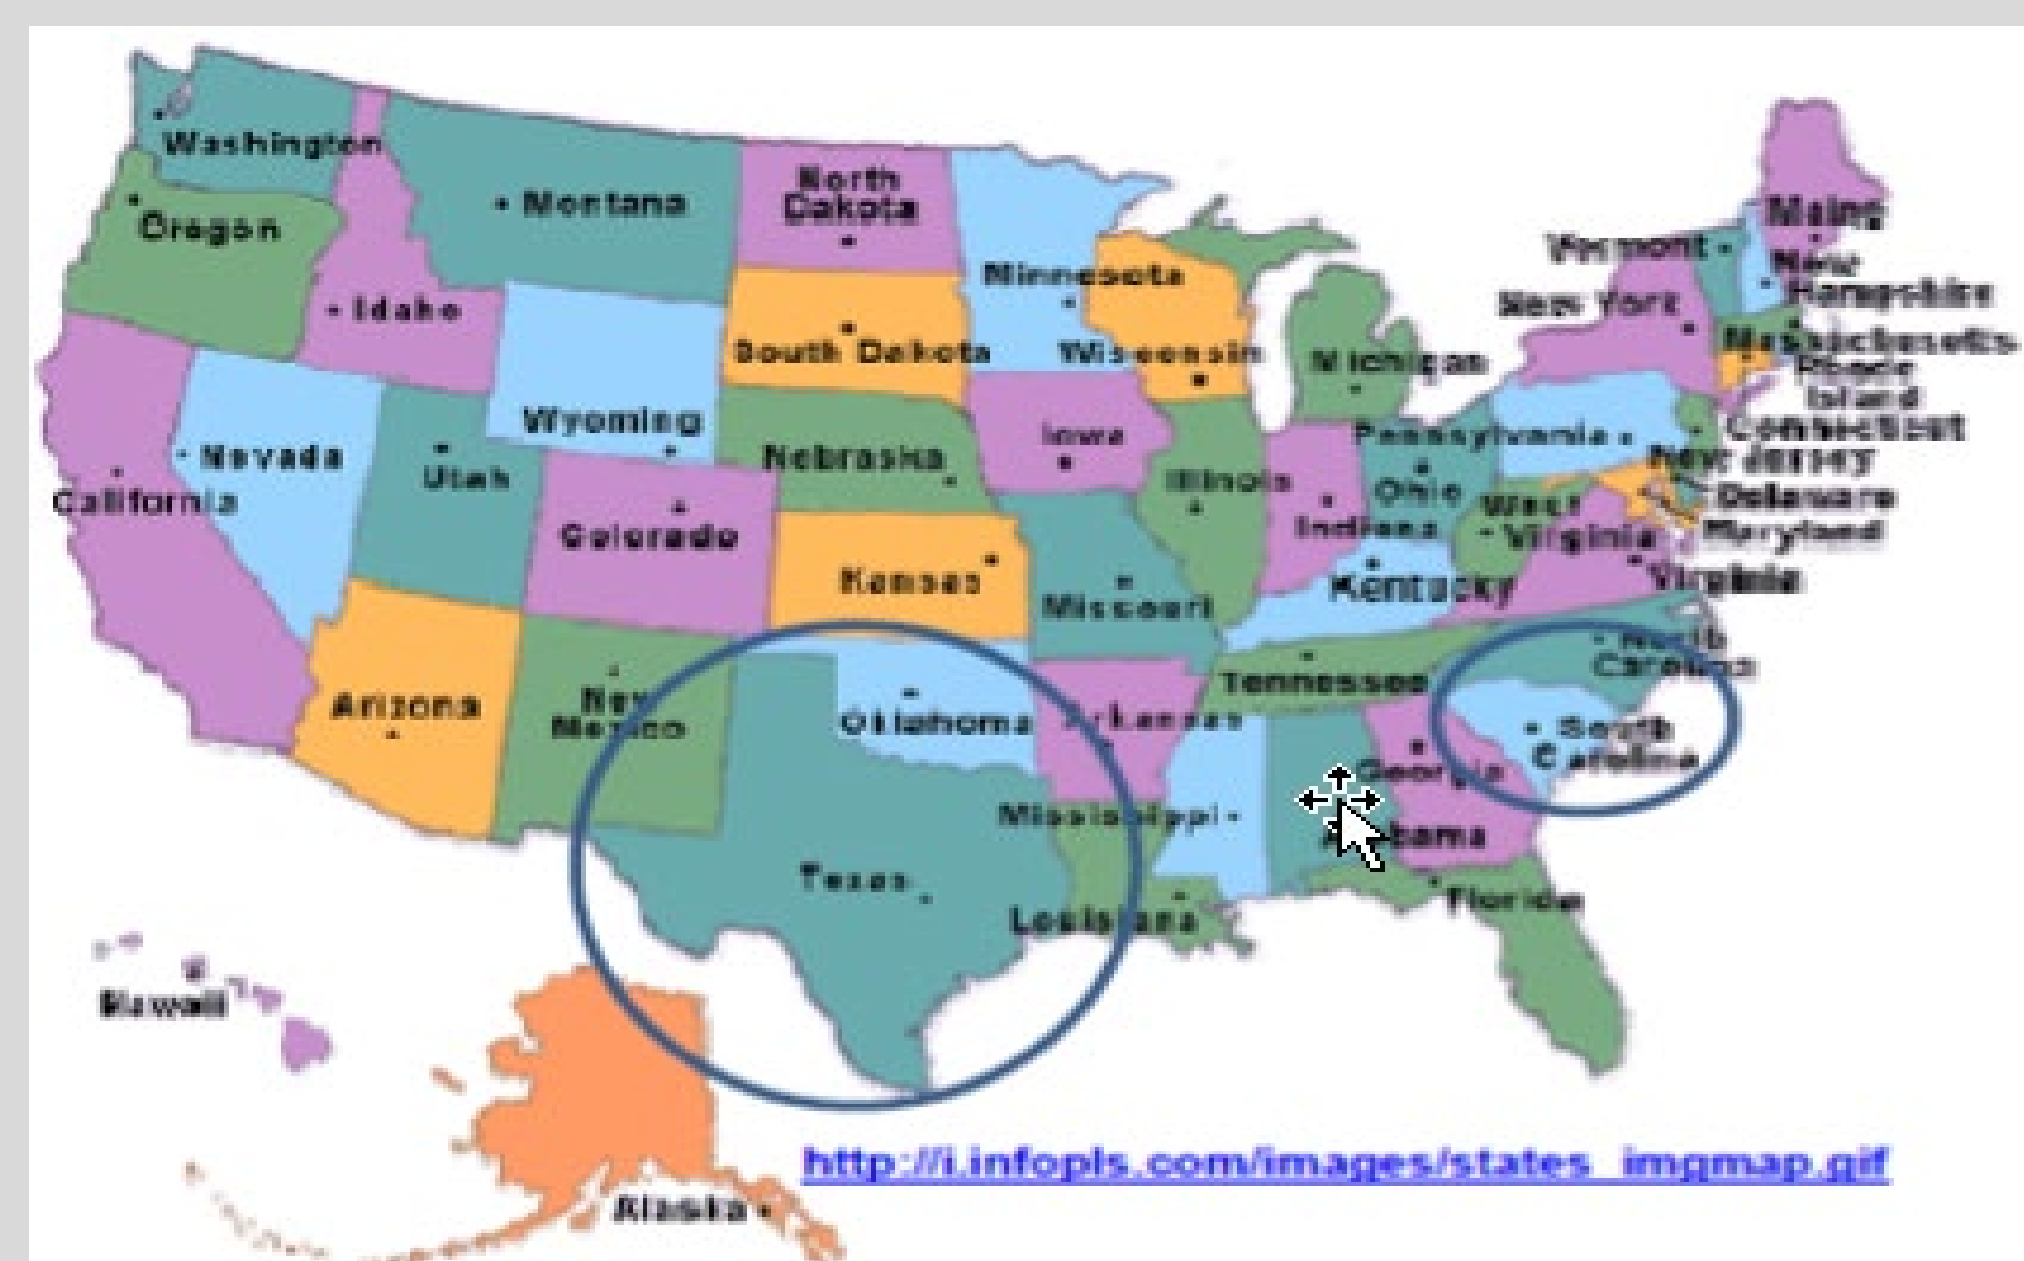 Washington
Montana
North
Dakota
Minnesota
Oregon
Idaho
Wyoming
South Dakota
Wisconsin
Michigan
Maine
Vermont
New
Hampshire
New York
Massachusetts
Rhode
Island
Connecticut
New Jersey
Delaware
Maryland
Pennsylvania
Nevada
Utah
California
Colorado
Nebraska
Iowa
Illinois
Indiana
Ohio
West
Virginia
Virginia
Kansas
Missouri
Kentucky
Arizona
New
Mexico
Oklahoma
Arkansas
Tennessee
North
Carolina
South
Carolina
Georgia
Mississippi
Alabama
Texas
Louisiana
Florida
Hawaii
Alaska
http://i.infopls.com/images/states_imgmap.gif